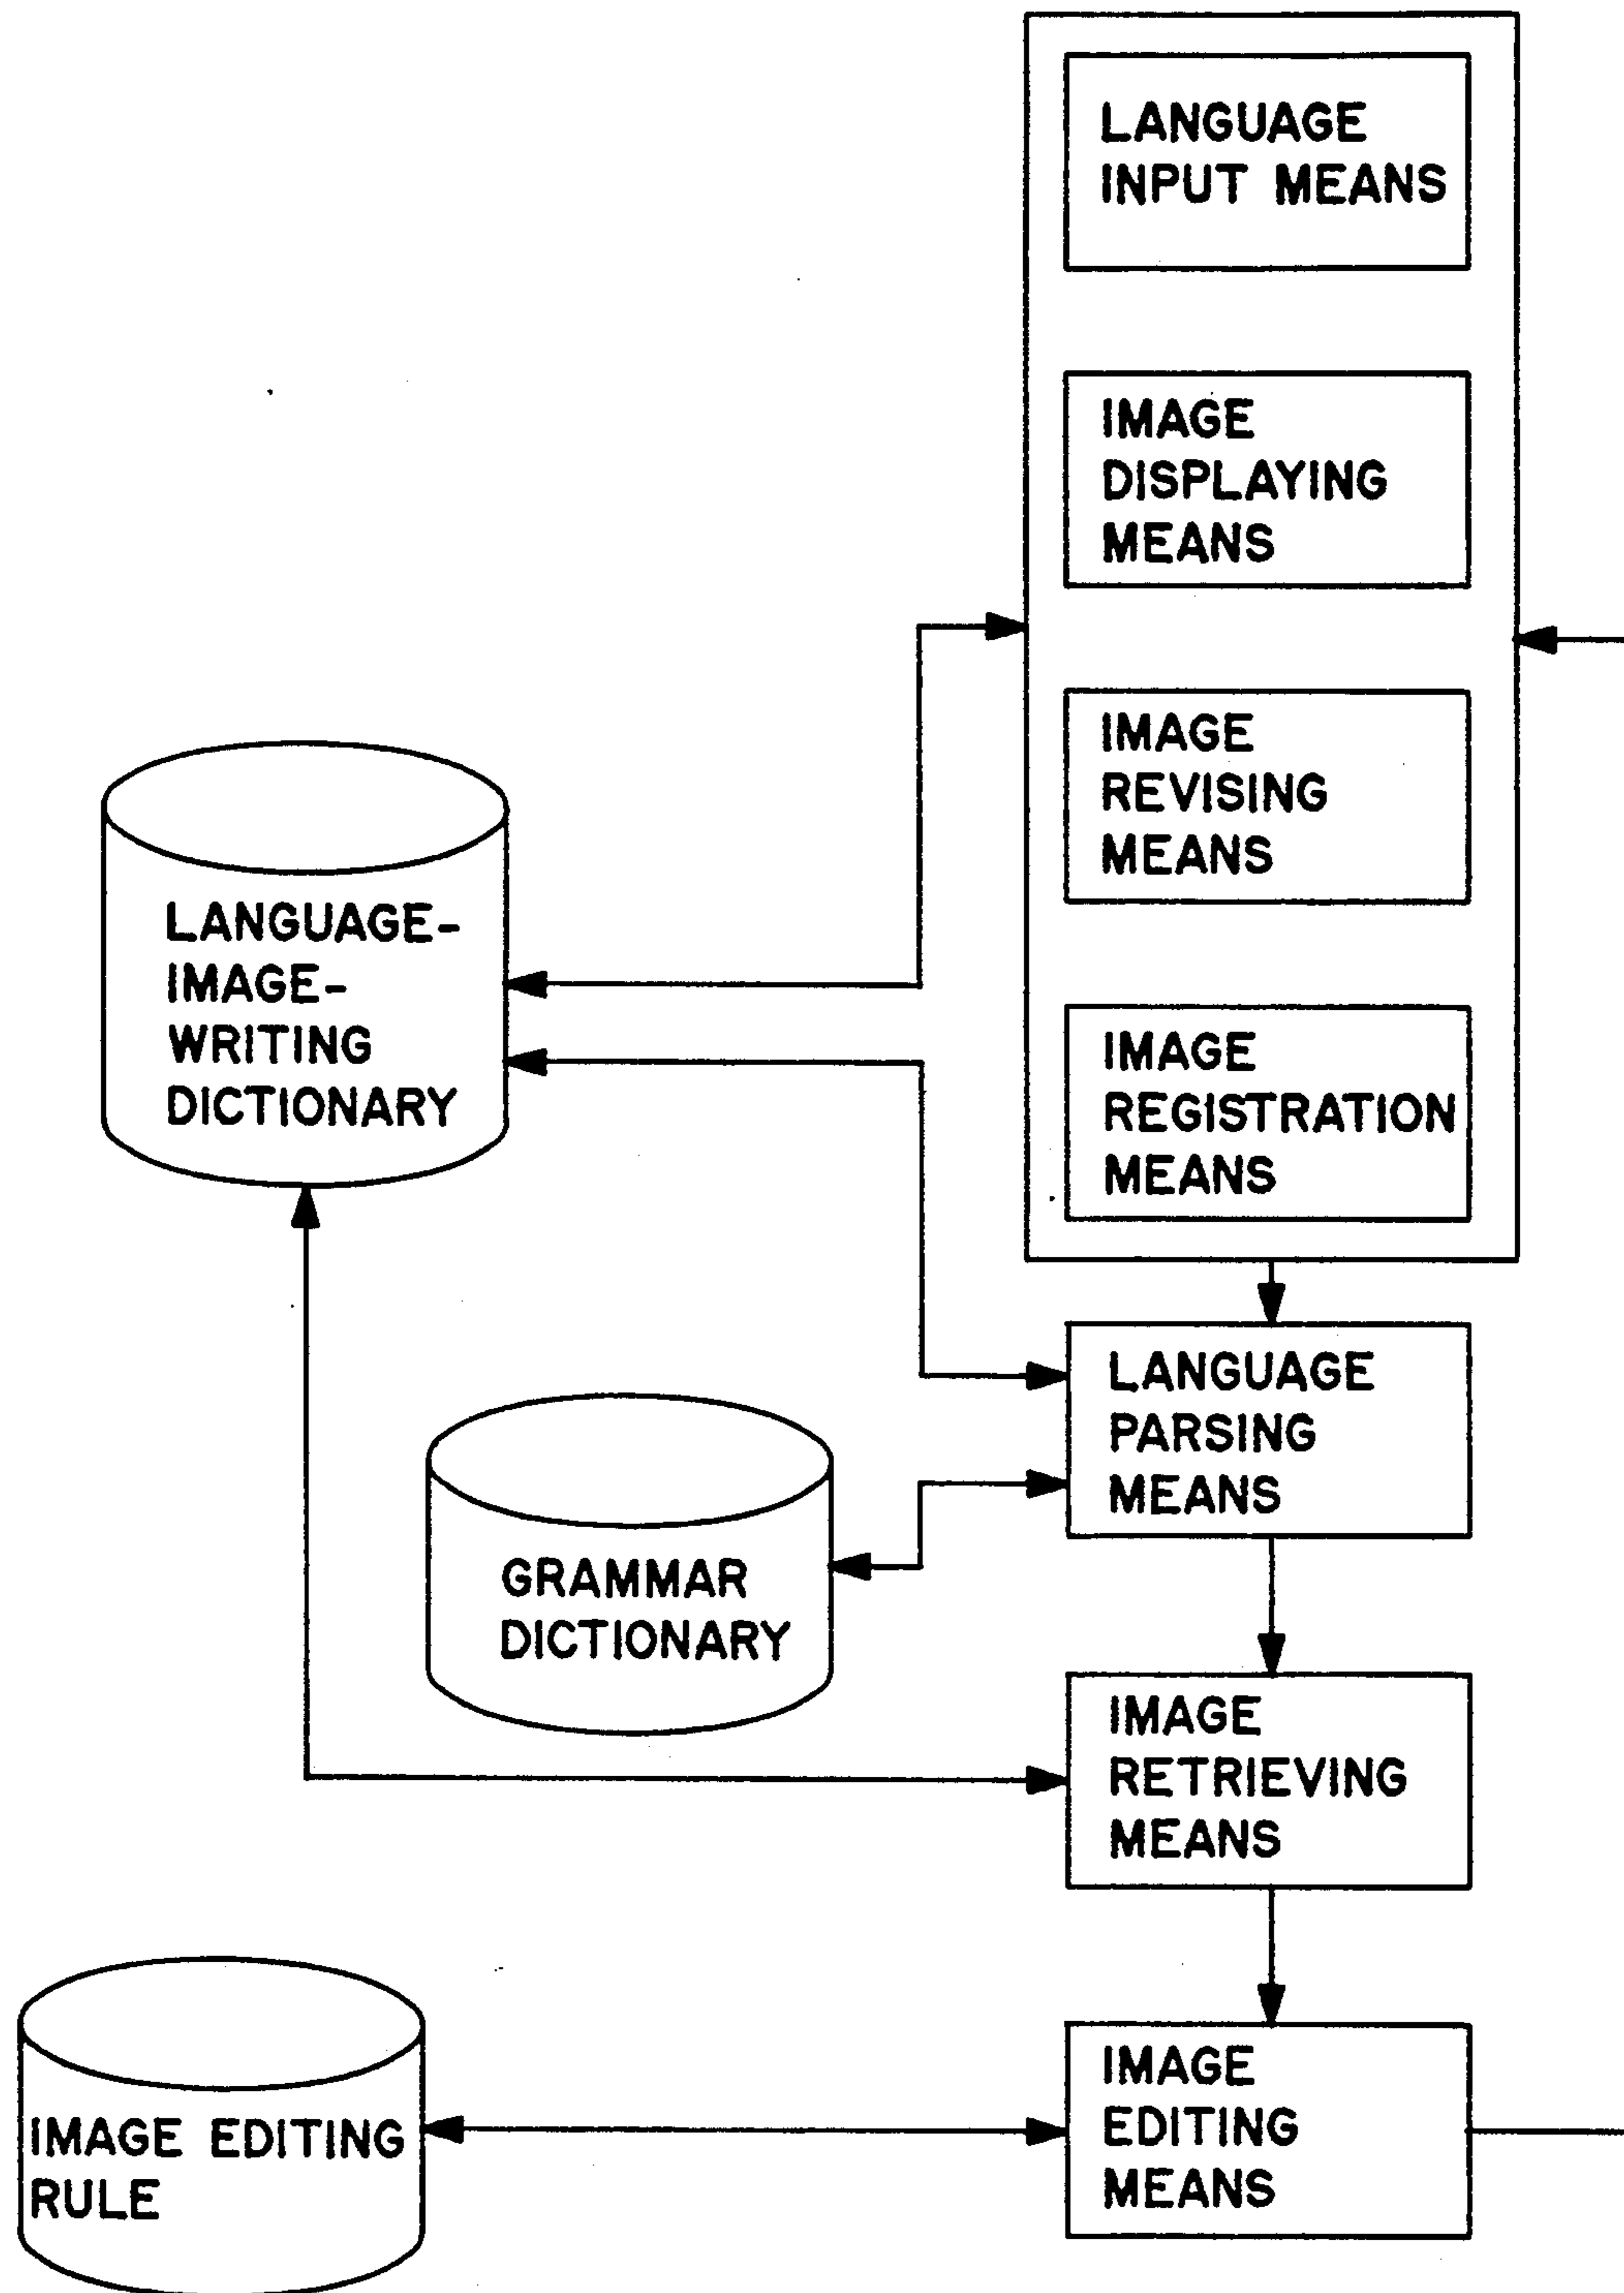 LANGUAGE
INPUT MEANS
IMAGE
DISPLAYING
MEANS
IMAGE
REVISING
MEANS
LANGUAGE-
IMAGE-
WRITING
DICTIONARY
IMAGE
REGISTRATION
MEANS
LANGUAGE
PARSING
MEANS
GRAMMAR
DICTIONARY
IMAGE
RETRIEVING
MEANS
IMAGE EDITING
RULE
IMAGE
EDITING
MEANS